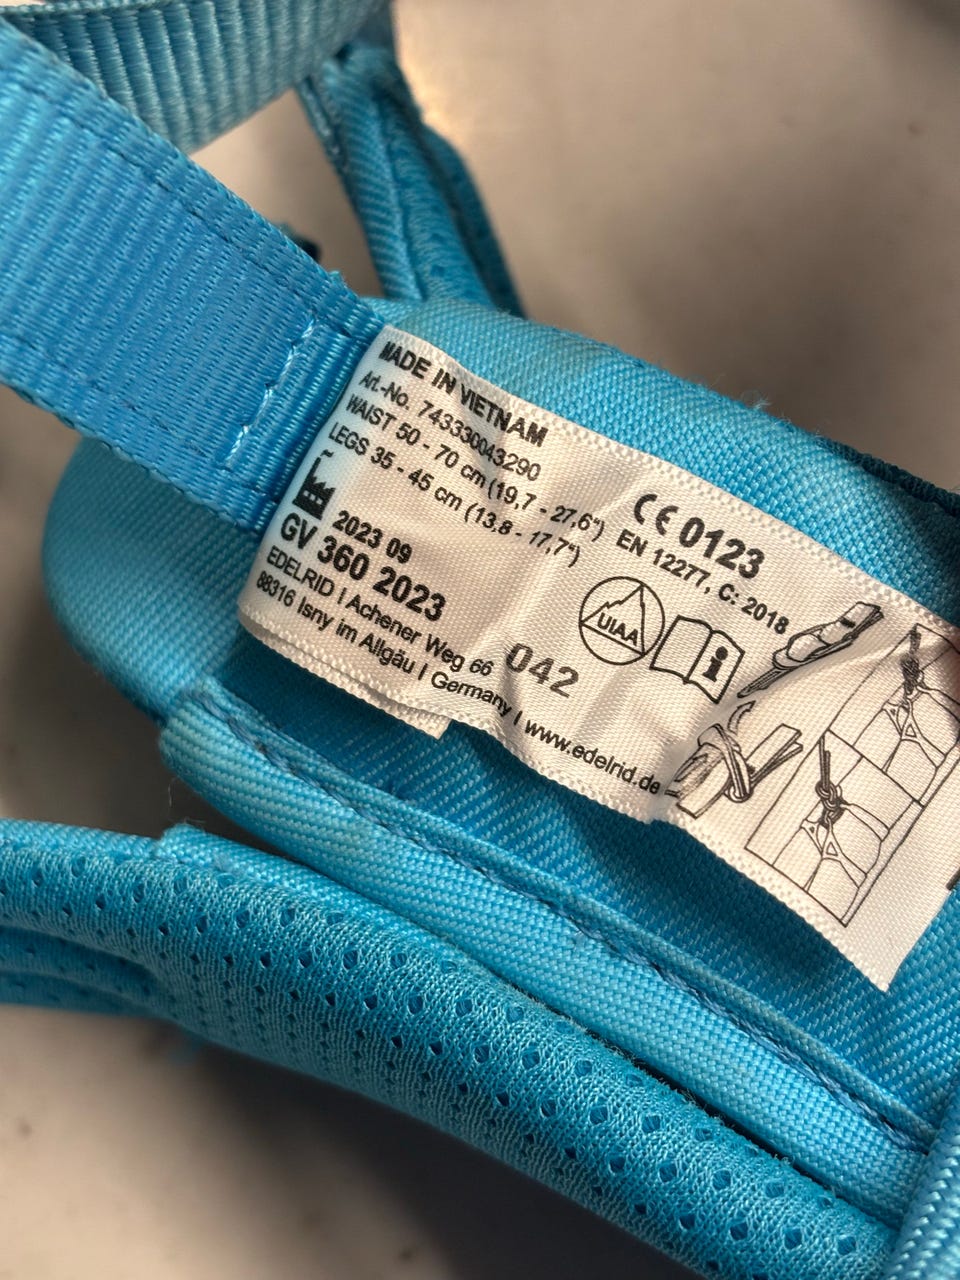 MADE IN VIETNAM
Art.-No. 743330043290
WAIST 50 - 70 cm (19,7 - 27,6")
LEGS 35 - 45 cm (13,8 - 17,7")
2023 09
GV 360 2023
EDELRID | Achener Weg 66
88316 Isny im Allgäu | Germany | www.edelrid.de
042
CE 0123
EN 12277, C: 2018
UIAA
i